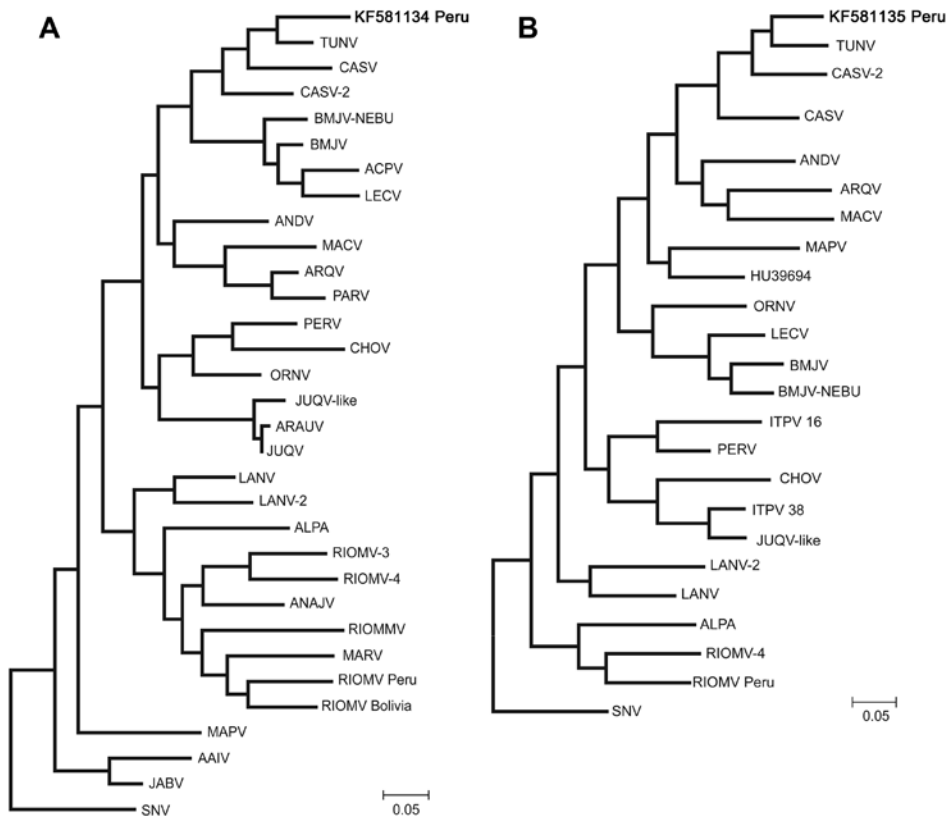 A
KF581134 Peru
TUNV
CASV
CASV-2
BMJV-NEBU
BMJV
ACPV
LECV
ANDV
MACV
ARQV
PARV
PERV
CHOV
ORNV
JUQV-like
ARAUV
JUQV
LANV
LANV-2
ALPA
RIOMV-3
RIOMV-4
ANAJV
RIOMMV
MARV
RIOMV Peru
RIOMV Bolivia
MAPV
AAIV
JABV
SNV
0.05
B
KF581135 Peru
TUNV
CASV-2
CASV
ANDV
ARQV
MACV
MAPV
HU39694
ORNV
LECV
BMJV
BMJV-NEBU
ITPV 16
PERV
CHOV
ITPV 38
JUQV-like
LANV-2
LANV
ALPA
RIOMV-4
RIOMV Peru
SNV
0.05